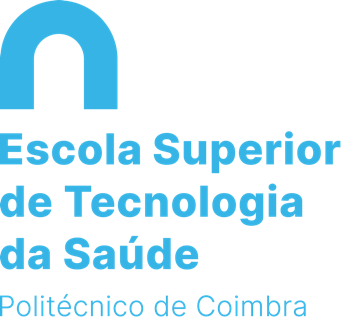 Escola Superior
de Tecnologia
da Saúde
Politécnico de Coimbra